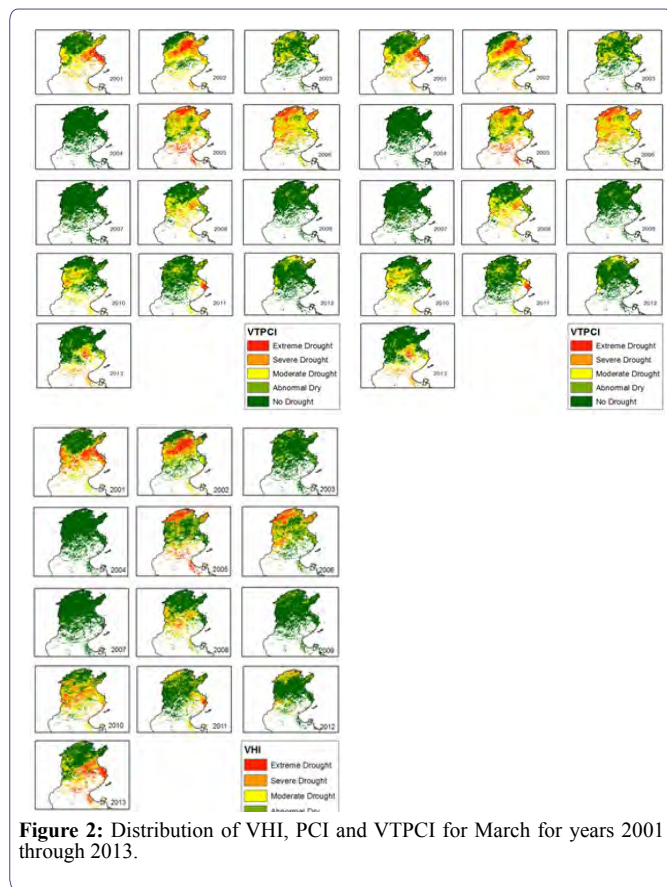 2001
2002
2003
2004
2005
2006
2007
2008
2009
2010
2011
2012
2013
VTPCI
Extreme Drought
Severe Drought
Moderate Drought
Abnormal Dry
No Drought
2001
2002
2003
2004
2005
2006
2007
2008
2009
2010
2011
2012
2013
VTPCI
Extreme Drought
Severe Drought
Moderate Drought
Abnormal Dry
No Drought
2001
2002
2003
2004
2005
2006
2007
2008
2009
2010
2011
2012
2013
VHI
Extreme Drought
Severe Drought
Moderate Drought
Abnormal Dry
Figure 2: Distribution of VHI, PCI and VTPCI for March for years 2001
through 2013.